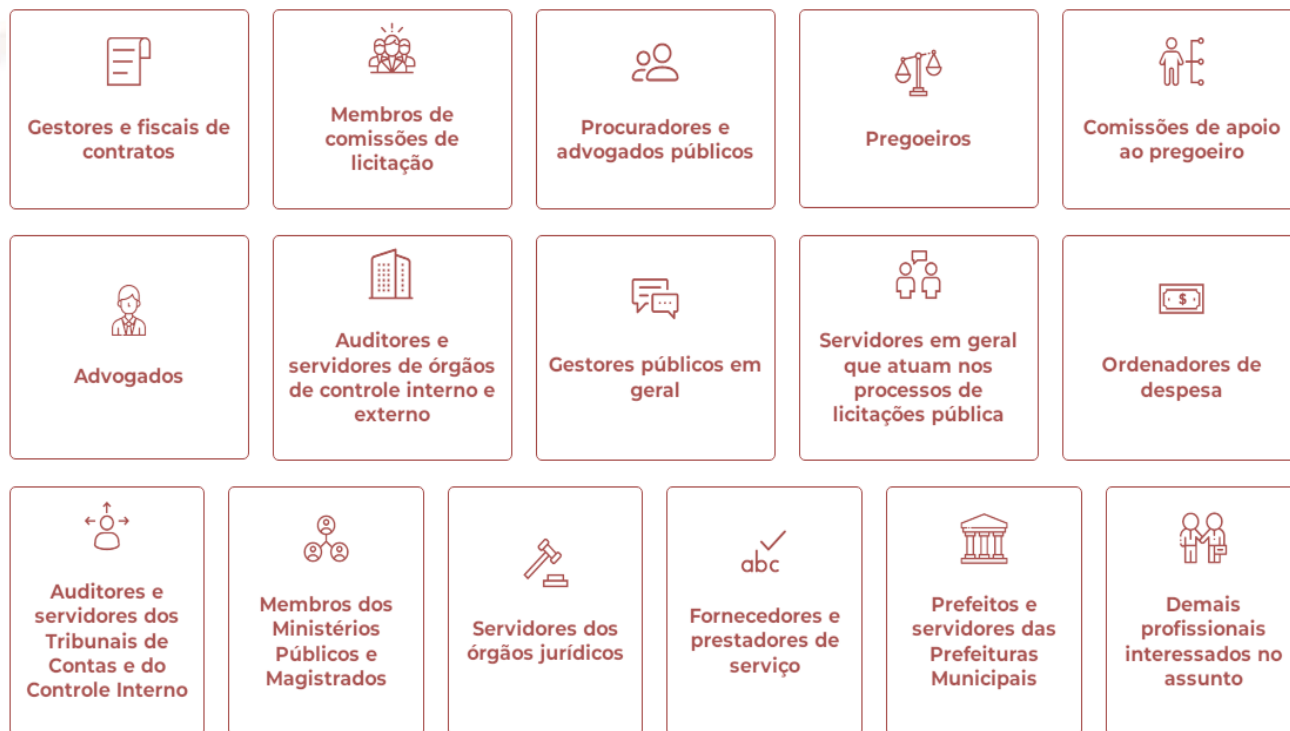 Gestores e fiscais de
contratos
Membros de
comissões de
licitação
Procuradores e
advogados públicos
Pregoeiros
Comissões de apoio
ao pregoeiro
Advogados
Auditores e
servidores de órgãos
de controle interno e
externo
Gestores públicos em
geral
Servidores em geral
que atuam nos
processos de
licitações pública
$
Ordenadores de
despesa
Auditores e
servidores dos
Tribunais de
Contas e do
Controle Interno
Membros dos
Ministérios
Públicos e
Magistrados
Servidores dos
órgãos jurídicos
abc
Fornecedores e
prestadores de
serviço
Prefeitos e
servidores das
Prefeituras
Municipais
Demais
profissionais
interessados no
assunto